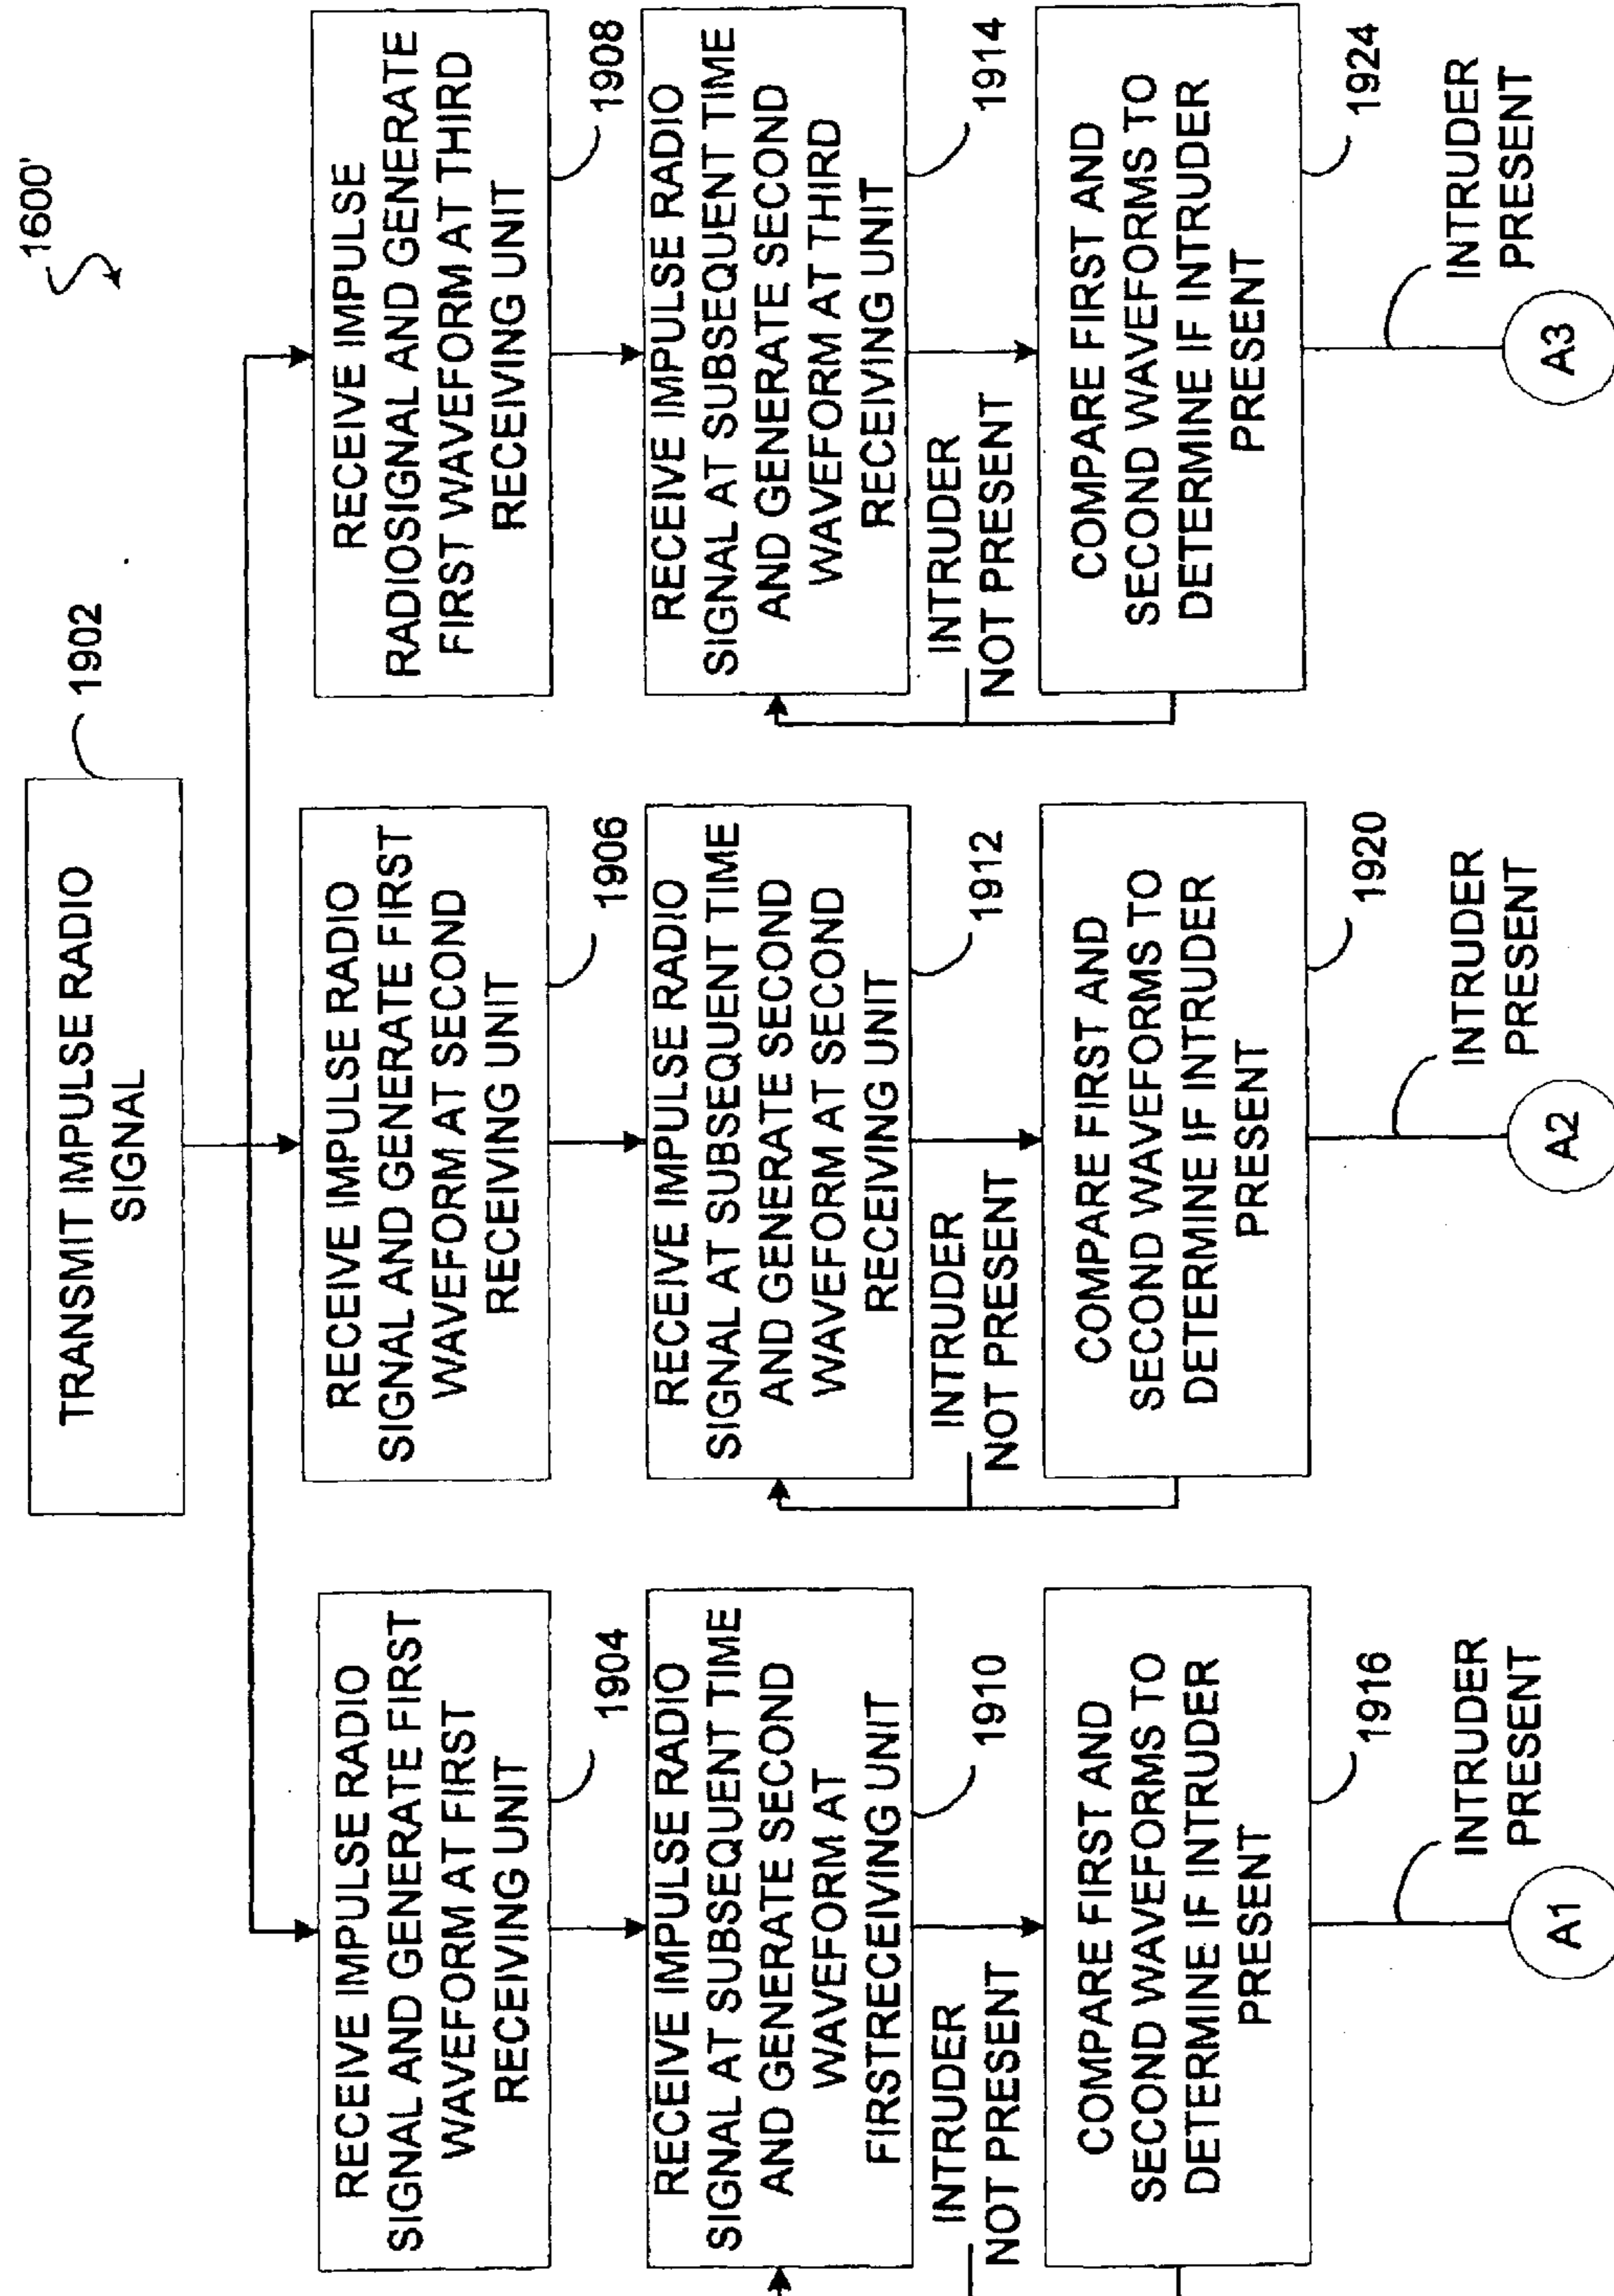 1600'
TRANSMIT IMPULSE RADIO
SIGNAL
1902
RECEIVE IMPULSE RADIO
SIGNAL AND GENERATE FIRST
WAVEFORM AT FIRST
RECEIVING UNIT
1904
RECEIVE IMPULSE RADIO
SIGNAL AND GENERATE FIRST
WAVEFORM AT SECOND
RECEIVING UNIT
1906
RECEIVE IMPULSE
RADIOSIGNAL AND GENERATE
FIRST WAVEFORM AT THIRD
RECEIVING UNIT
1908
RECEIVE IMPULSE RADIO
SIGNAL AT SUBSEQUENT TIME
AND GENERATE SECOND
WAVEFORM AT
FIRSTRECEIVING UNIT
1910
RECEIVE IMPULSE RADIO
SIGNAL AT SUBSEQUENT TIME
AND GENERATE SECOND
WAVEFORM AT SECOND
RECEIVING UNIT
1912
RECEIVE IMPULSE RADIO
SIGNAL AT SUBSEQUENT TIME
AND GENERATE SECOND
WAVEFORM AT THIRD
RECEIVING UNIT
1914
INTRUDER
NOT PRESENT
INTRUDER
NOT PRESENT
INTRUDER
NOT PRESENT
COMPARE FIRST AND
SECOND WAVEFORMS TO
DETERMINE IF INTRUDER
PRESENT
1916
COMPARE FIRST AND
SECOND WAVEFORMS TO
DETERMINE IF INTRUDER
PRESENT
1920
COMPARE FIRST AND
SECOND WAVEFORMS TO
DETERMINE IF INTRUDER
PRESENT
1924
INTRUDER
PRESENT
INTRUDER
PRESENT
INTRUDER
PRESENT
A1
A2
A3